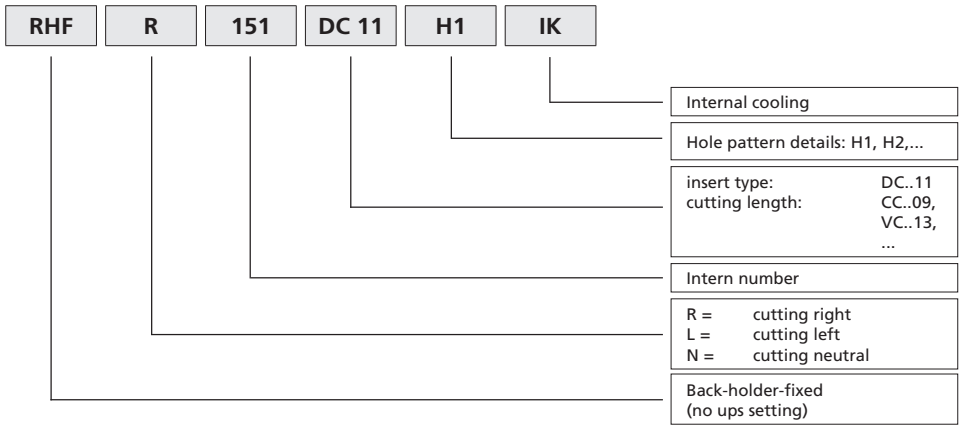 RHF R 151 DC 11 H1 IK
Internal cooling
Hole pattern details: H1, H2,...
insert type: DC..11
cutting length: CC..09,
VC..13,
...
Intern number
R = cutting right
L = cutting left
N = cutting neutral
Back-holder-fixed
(no ups setting)